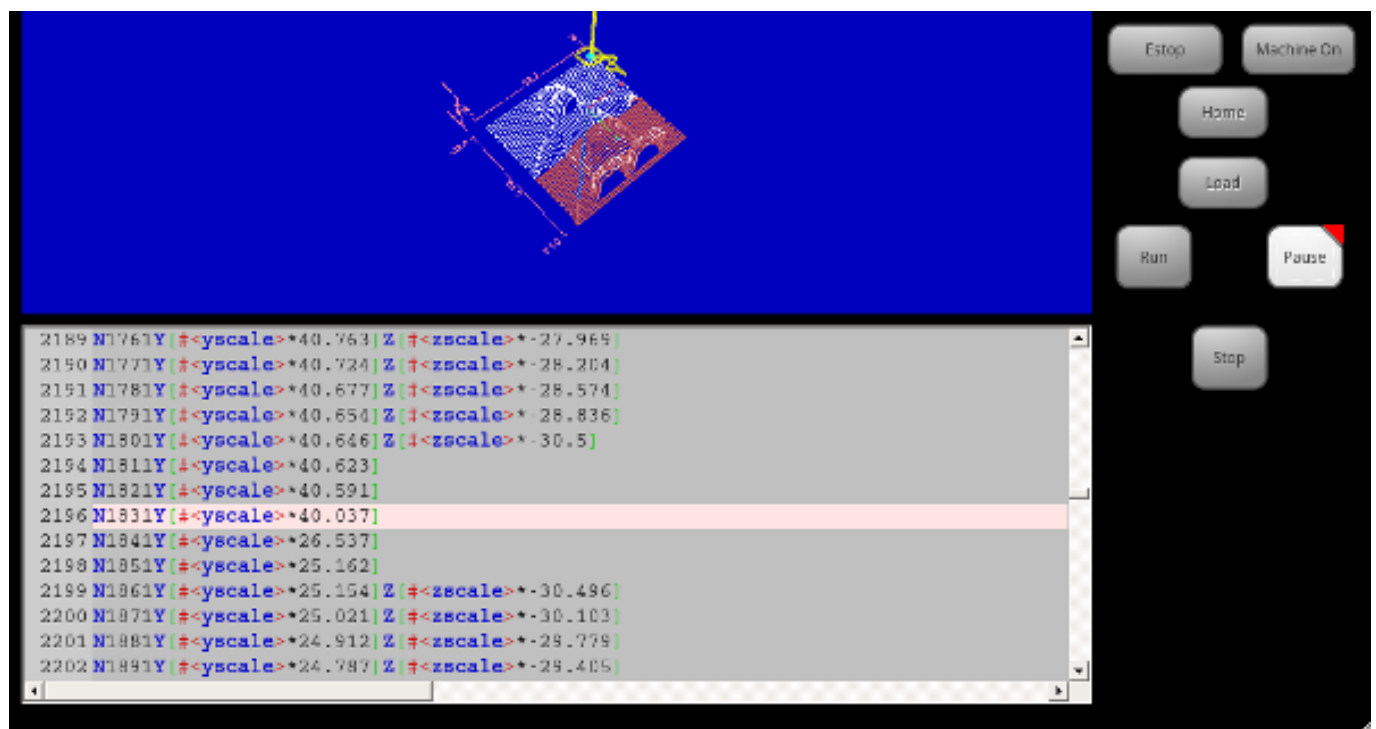 Estop
Machine On
Home
Load
Run
Pause
Stop
2189 N1761Y[#<yscale>*40.763]Z[#<zscale>*-27.969]
2190 N1771Y[#<yscale>*40.724]Z[#<zscale>*-28.204]
2191 N1781Y[#<yscale>*40.677]Z[#<zscale>*-28.574]
2192 N1791Y[#<yscale>*40.654]Z[#<zscale>*-28.836]
2193 N1801Y[#<yscale>*40.646]Z[#<zscale>*-30.5]
2194 N1811Y[#<yscale>*40.623]
2195 N1821Y[#<yscale>*40.591]
2196 N1831Y[#<yscale>*40.037]
2197 N1841Y[#<yscale>*26.537]
2198 N1851Y[#<yscale>*25.162]
2199 N1861Y[#<yscale>*25.154]Z[#<zscale>*-30.496]
2200 N1871Y[#<yscale>*25.021]Z[#<zscale>*-30.103]
2201 N1881Y[#<yscale>*24.912]Z[#<zscale>*-29.779]
2202 N1891Y[#<yscale>*24.787]Z[#<zscale>*-29.405]